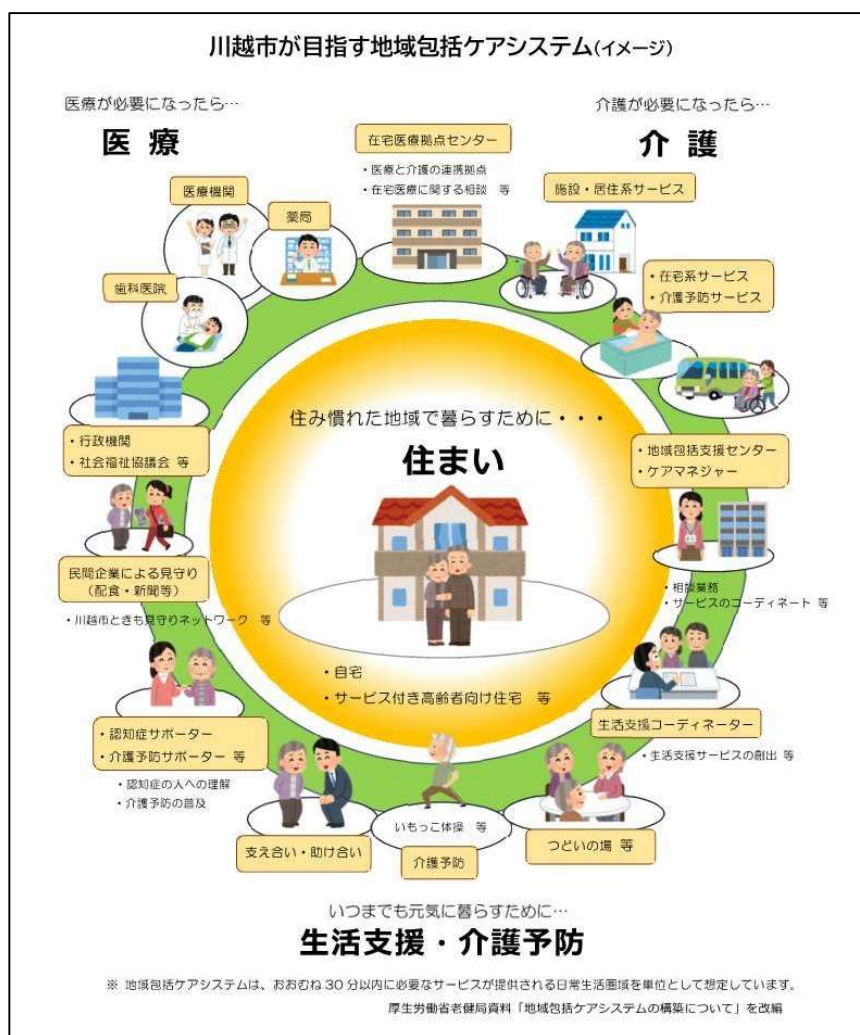 川越市が目指す地域包括ケアシステム(イメージ)
医療が必要になったら…
医 療
介護が必要になったら…
介 護
在宅医療拠点センター
・医療と介護の連携拠点
・在宅医療に関する相談　等
医療機関
薬局
歯科医院
施設・居住系サービス
・在宅系サービス
・介護予防サービス
・行政機関
・社会福祉協議会 等
・地域包括支援センター
・ケアマネジャー
・相談業務
・サービスのコーディネート 等
住み慣れた地域で暮らすために・・・
住まい
・自宅
・サービス付き高齢者向け住宅　等
民間企業による見守り
（配食・新聞等）
・川越市ときも見守りネットワーク　等
・認知症サポーター
・介護予防サポーター 等
・認知症の人への理解
・介護予防の普及
生活支援コーディネーター
・生活支援サービスの創出 等
支え合い・助け合い
いもっこ体操　等
介護予防
つどいの場 等
いつまでも元気に暮らすために…
生活支援・介護予防
※ 地域包括ケアシステムは、おおむね 30 分以内に必要なサービスが提供される日常生活圏域を単位として想定しています。
厚生労働省老健局資料「地域包括ケアシステムの構築について」を改編